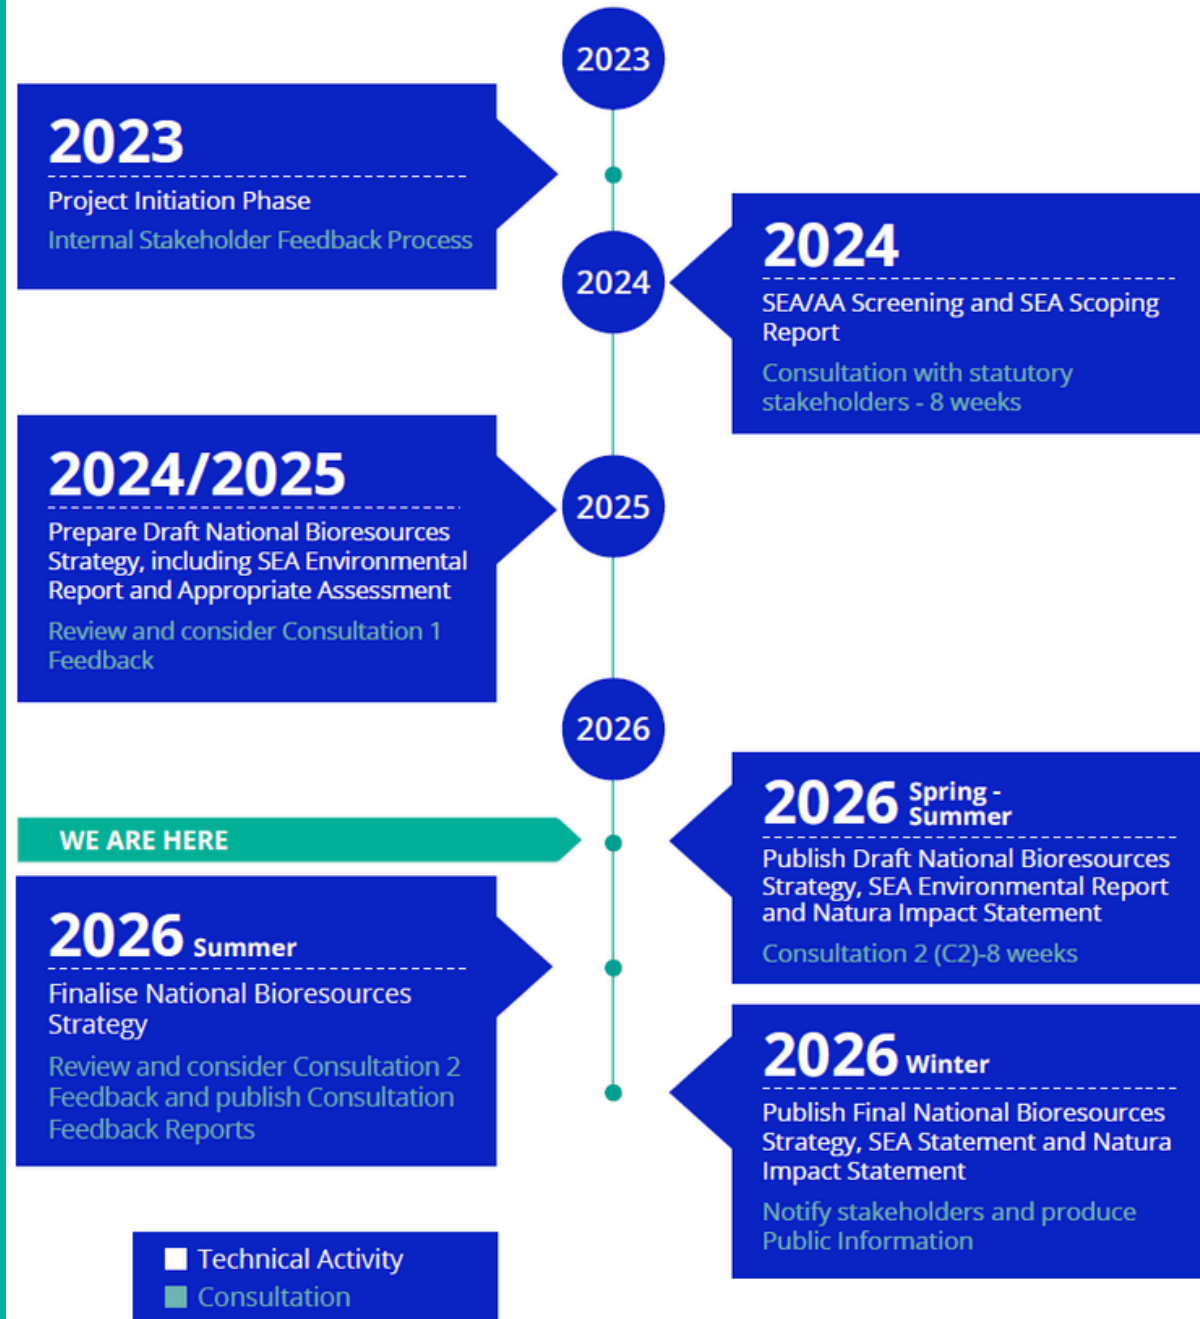 2023
2023
Project Initiation Phase
Internal Stakeholder Feedback Process
2024
2024
SEA/AA Screening and SEA Scoping
Report
Consultation with statutory
stakeholders - 8 weeks
2024/2025
Prepare Draft National Bioresources
Strategy, including SEA Environmental
Report and Appropriate Assessment
Review and consider Consultation 1
Feedback
2025
2026
WE ARE HERE
2026 Spring -
Summer
Publish Draft National Bioresources
Strategy, SEA Environmental Report
and Natura Impact Statement
Consultation 2 (C2)-8 weeks
2026 Summer
Finalise National Bioresources
Strategy
Review and consider Consultation 2
Feedback and publish Consultation
Feedback Reports
2026 Winter
Publish Final National Bioresources
Strategy, SEA Statement and Natura
Impact Statement
Notify stakeholders and produce
Public Information
Technical Activity
Consultation